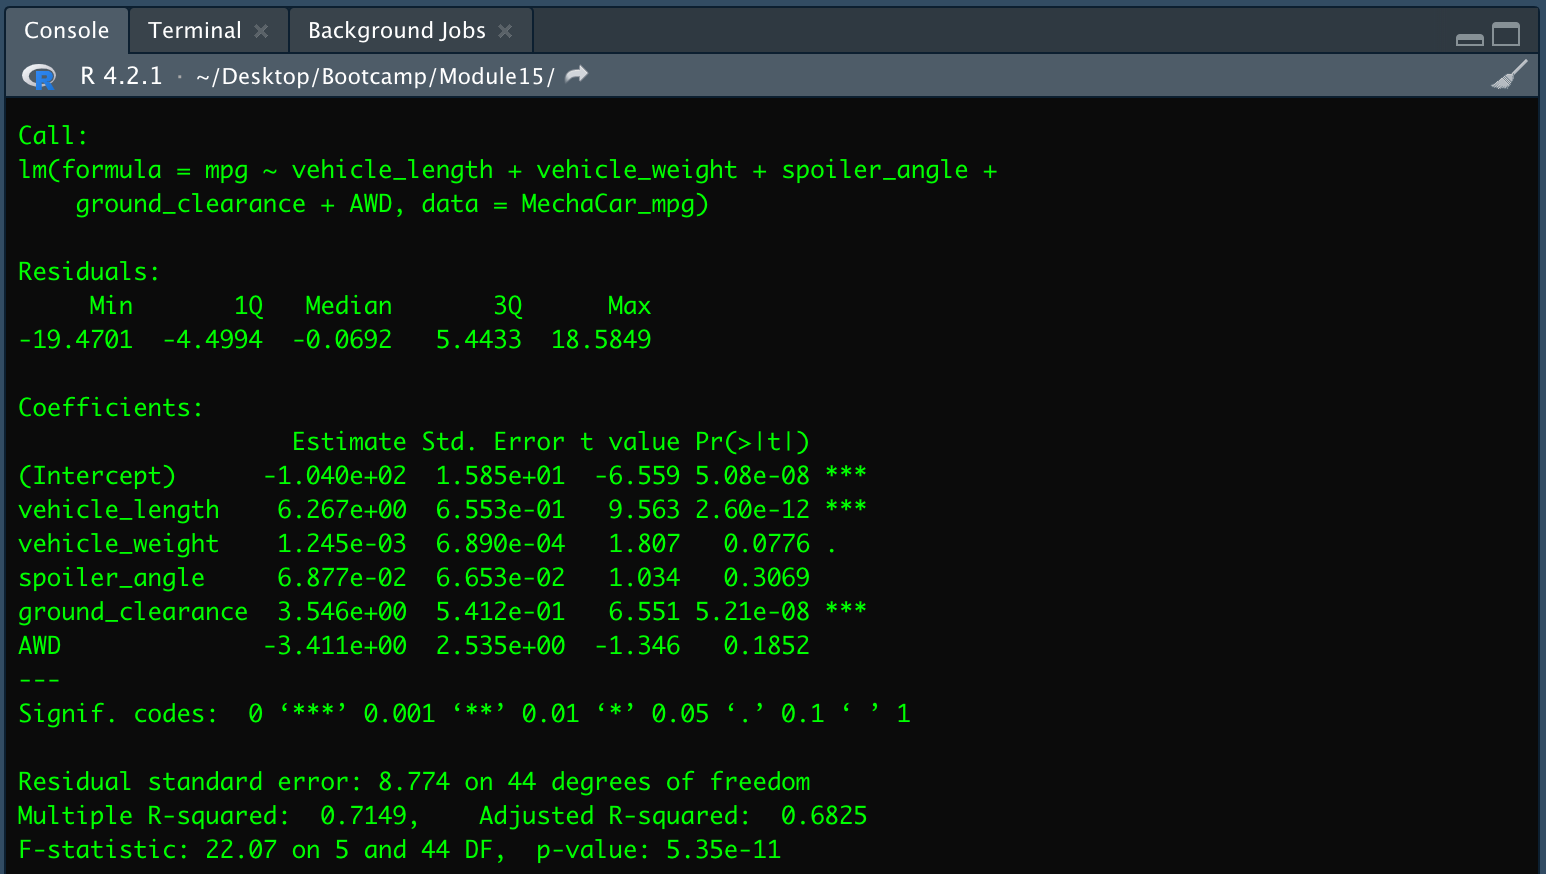 Console Terminal × Background Jobs ×
R R 4.2.1 · ~/Desktop/Bootcamp/Module15/
Call:
lm(formula = mpg ~ vehicle_length + vehicle_weight + spoiler_angle +
    ground_clearance + AWD, data = MechaCar_mpg)
Residuals:
     Min       1Q   Median       3Q      Max
-19.4701  -4.4994  -0.0692   5.4433  18.5849
Coefficients:
                   Estimate Std. Error t value Pr(>|t|)
(Intercept)      -1.040e+02  1.585e+01  -6.559 5.08e-08 ***
vehicle_length    6.267e+00  6.553e-01   9.563 2.60e-12 ***
vehicle_weight    1.245e-03  6.890e-04   1.807   0.0776 .
spoiler_angle     6.877e-02  6.653e-02   1.034   0.3069
ground_clearance  3.546e+00  5.412e-01   6.551 5.21e-08 ***
AWD              -3.411e+00  2.535e+00  -1.346   0.1852
---
Signif. codes:  0 ‘***’ 0.001 ‘**’ 0.01 ‘*’ 0.05 ‘.’ 0.1 ‘ ’ 1
Residual standard error: 8.774 on 44 degrees of freedom
Multiple R-squared:  0.7149,    Adjusted R-squared:  0.6825
F-statistic: 22.07 on 5 and 44 DF,  p-value: 5.35e-11